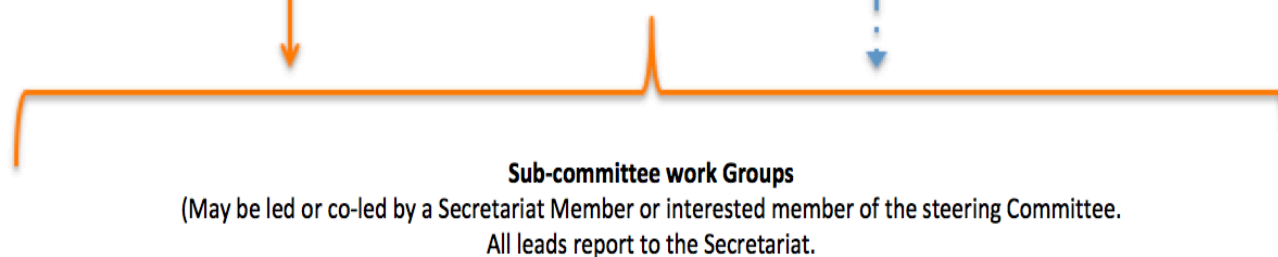 Sub-committee work Groups
(May be led or co-led by a Secretariat Member or interested member of the steering Committee.
All leads report to the Secretariat.